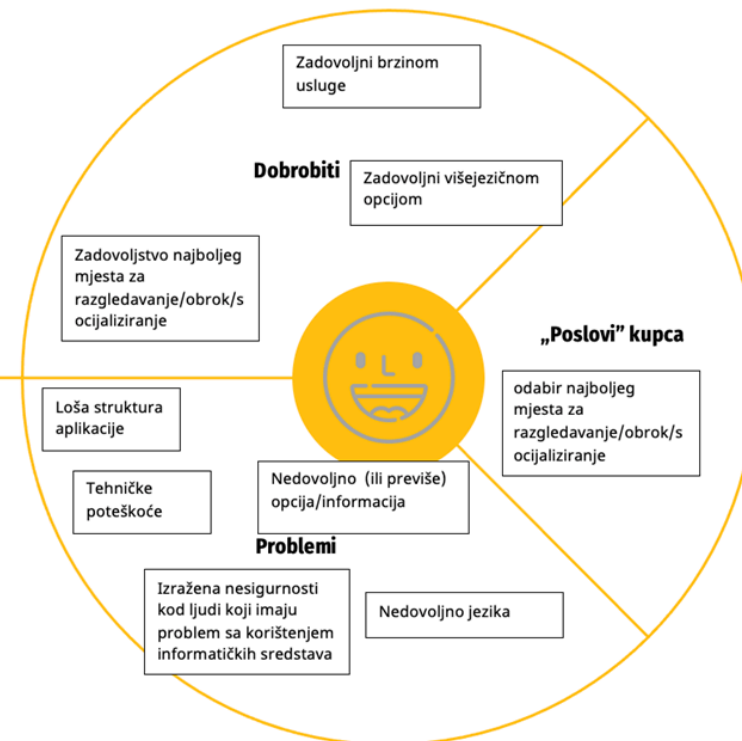 Zadovoljni brzinom
usluge
Dobrobiti
Zadovoljni višejezičnom
opcijom
Zadovoljstvo najboljeg
mjesta za
razgledavanje/obrok/s
ocijaliziranje
„Poslovi” kupca
odabir najboljeg
mjesta za
razgledavanje/obrok/s
ocijaliziranje
Loša struktura
aplikacije
Tehničke
poteškoće
Nedovoljno (ili previše)
opcija/informacija
Problemi
Izražena nesigurnosti
kod ljudi koji imaju
problem sa korištenjem
informatičkih sredstava
Nedovoljno jezika